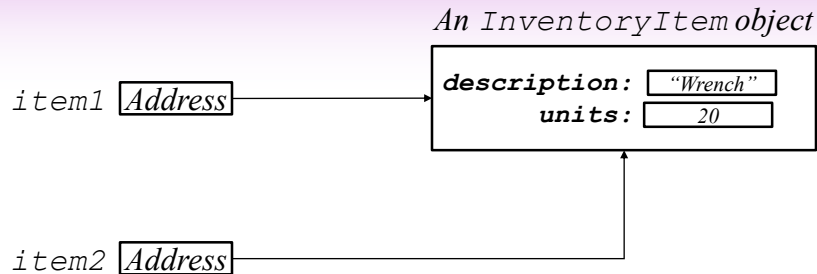 An InventoryItem object
description: “Wrench”
item1 Address
units: 20
item2 Address